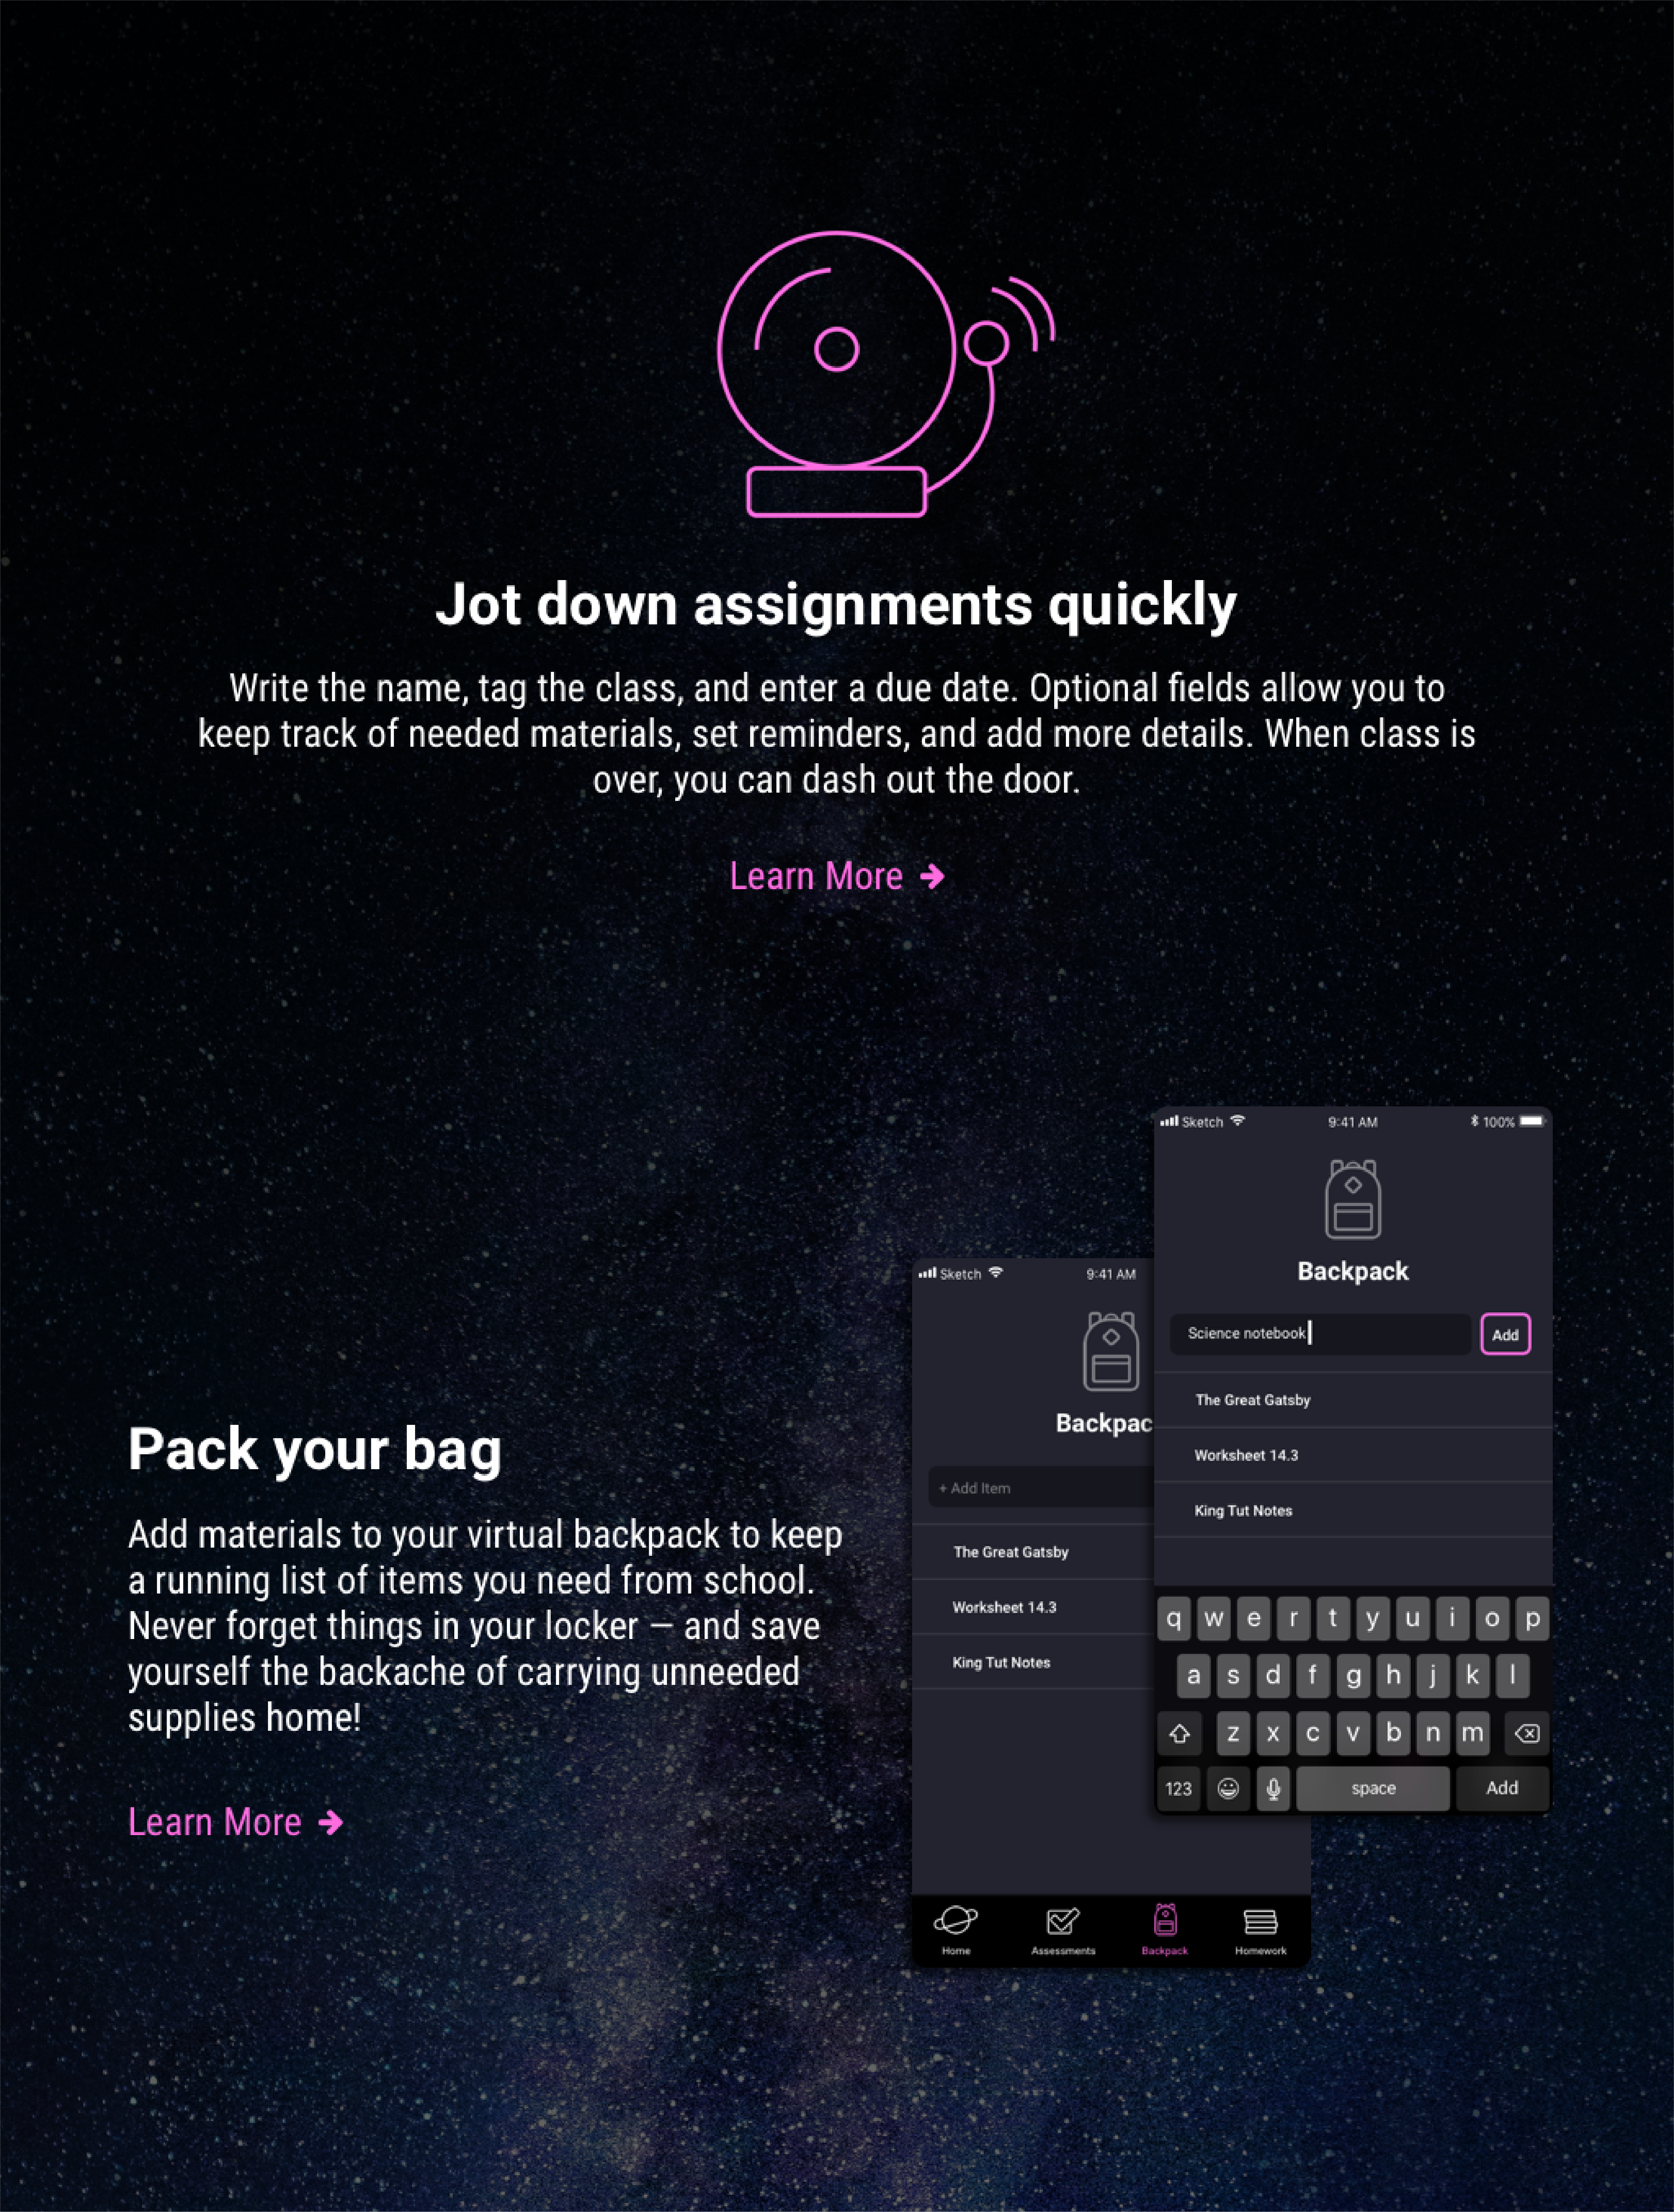 Jot down assignments quickly
Write the name, tag the class, and enter a due date. Optional fields allow you to
keep track of needed materials, set reminders, and add more details. When class is
over, you can dash out the door.
Learn More
Pack your bag
Add materials to your virtual backpack to keep
a running list of items you need from school.
Never forget things in your locker – and save
yourself the backache of carrying unneeded
supplies home!
Learn More
Sketch 9:41 AM
Backpac
+ Add Item
The Great Gatsby
Worksheet 14.3
King Tut Notes
Home Assessments Backpack Homework
Sketch 9:41 AM 100%
Backpack
Science notebook Add
The Great Gatsby
Worksheet 14.3
King Tut Notes
q w e r t y u i o p
a s d f g h j k l
z x c v b n m
123 space Add